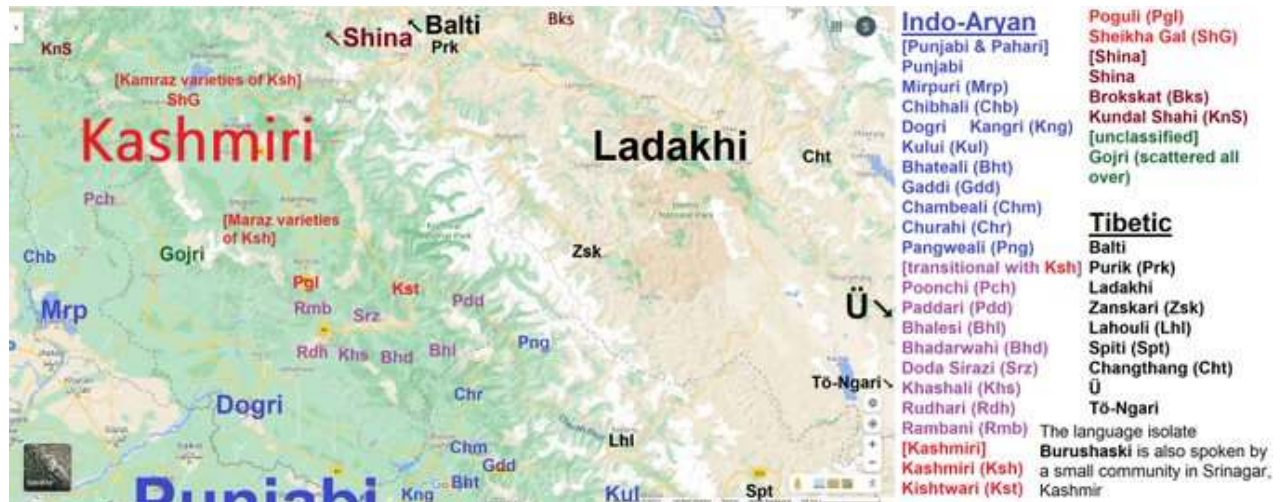 KnS
Shina
Balti
Prk
Bks
[Kamraz varieties of Ksh]
ShG
Kashmiri
Ladakhi
Cht
Pch
[Maraz varieties
of Ksh]
Chb
Gojri
Zsk
Pgl
Kst
Mrp
Rmb
Srz
Pdd
Ü
Rdh
Khs
Bhd
Bhl
Png
Tö-Ngari
Dogri
Chr
Chm
Lhl
Gdd
Punjabi
Kng
Bht
Kul
Spt
Indo-Aryan
[Punjabi & Pahari]
Punjabi
Mirpuri (Mrp)
Chibhali (Chb)
Dogri Kangri (Kng)
Kului (Kul)
Bhateali (Bht)
Gaddi (Gdd)
Chambeali (Chm)
Churahi (Chr)
Pangweali (Png)
[transitional with Ksh]
Poonchi (Pch)
Paddari (Pdd)
Bhalesi (Bhl)
Bhadarwahi (Bhd)
Doda Sirazi (Srz)
Khashali (Khs)
Rudhari (Rdh)
Rambani (Rmb)
[Kashmiri]
Kashmiri (Ksh)
Kishtwari (Kst)
Poguli (Pgl)
Sheikha Gal (ShG)
[Shina]
Shina
Brokskat (Bks)
Kundal Shahi (KnS)
[unclassified]
Gojri (scattered all
over)
Tibetic
Balti
Purik (Prk)
Ladakhi
Zanskari (Zsk)
Lahouli (Lhl)
Spiti (Spt)
Changthang (Cht)
Ü
Tö-Ngari
The language isolate
Burushaski is also spoken by
a small community in Srinagar,
Kashmir